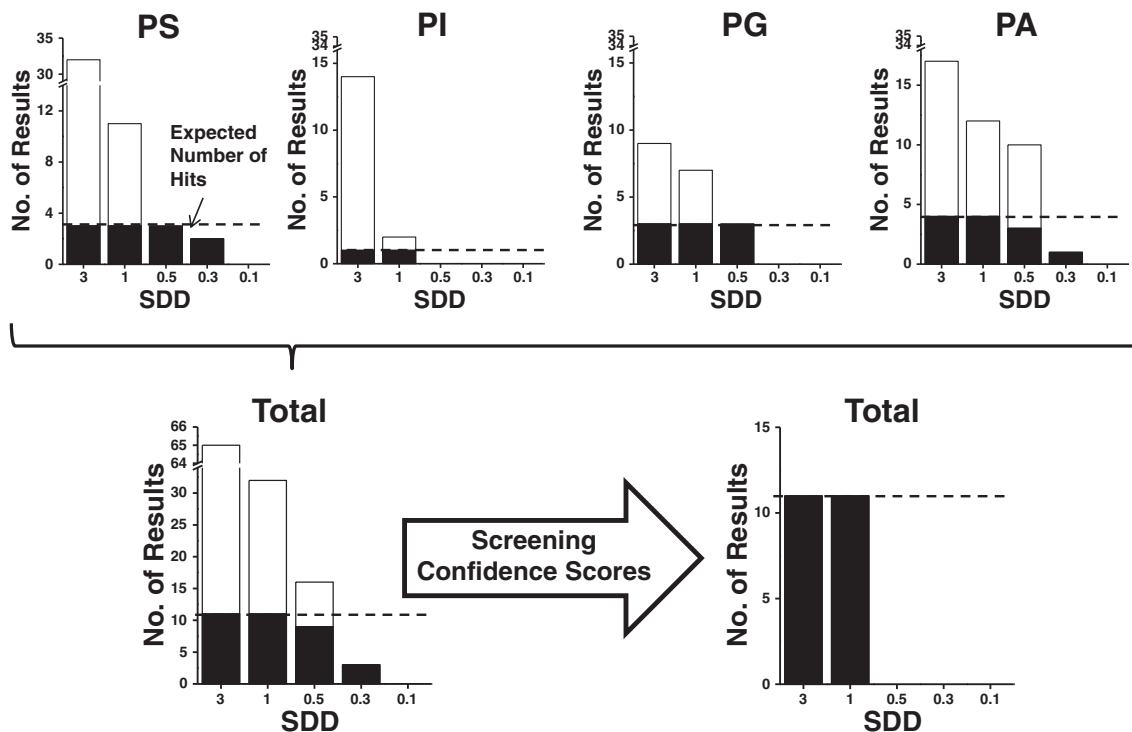 PS
PI
PG
PA
No. of Results
35
30
12
8
4
0
Expected
Number of
Hits
3
1
0.5
0.3
0.1
SDD
No. of Results
35
34
15
10
5
0
3
1
0.5
0.3
0.1
SDD
No. of Results
35
34
15
10
5
0
3
1
0.5
0.3
0.1
SDD
No. of Results
35
34
15
10
5
0
3
1
0.5
0.3
0.1
SDD
Total
No. of Results
66
65
64
30
25
20
15
10
5
0
3
1
0.5
0.3
0.1
SDD
Screening
Confidence Scores
Total
No. of Results
15
10
5
0
3
1
0.5
0.3
0.1
SDD